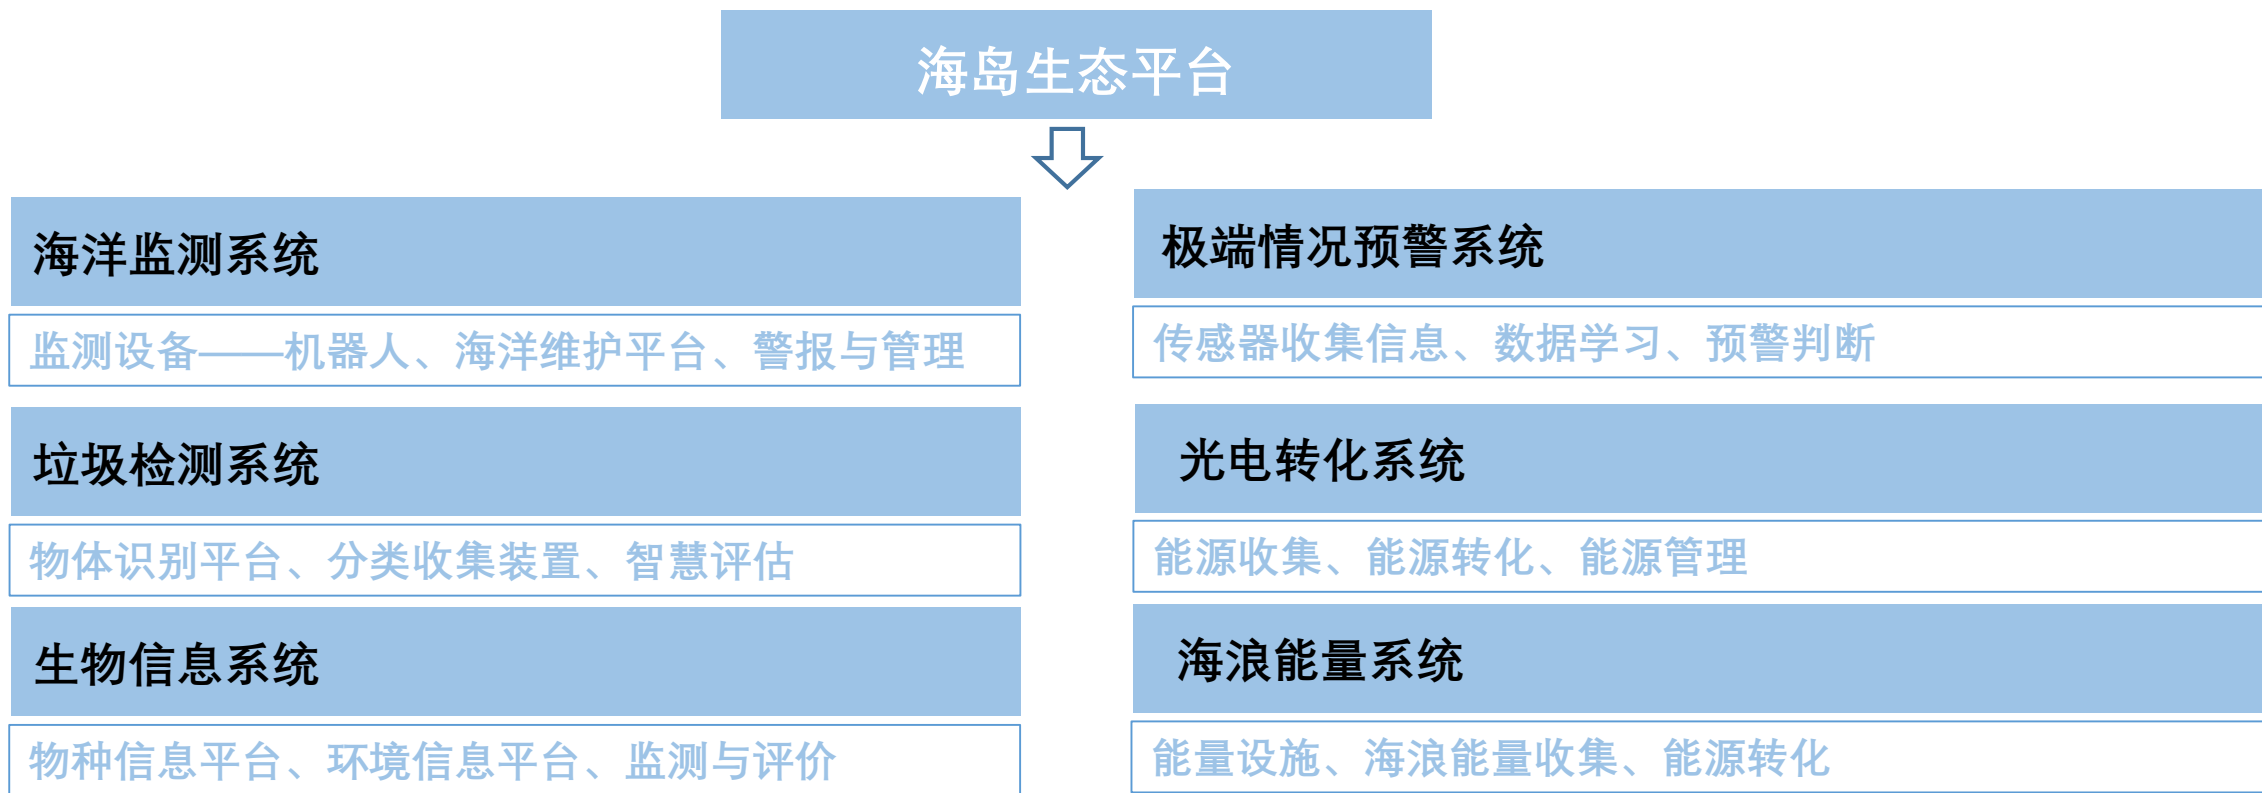 海岛生态平台
海洋监测系统
监测设备——机器人、海洋维护平台、警报与管理
垃圾检测系统
物体识别平台、分类收集装置、智慧评估
生物信息系统
物种信息平台、环境信息平台、监测与评价
极端情况预警系统
传感器收集信息、数据学习、预警判断
光电转化系统
能源收集、能源转化、能源管理
海浪能量系统
能量设施、海浪能量收集、能源转化